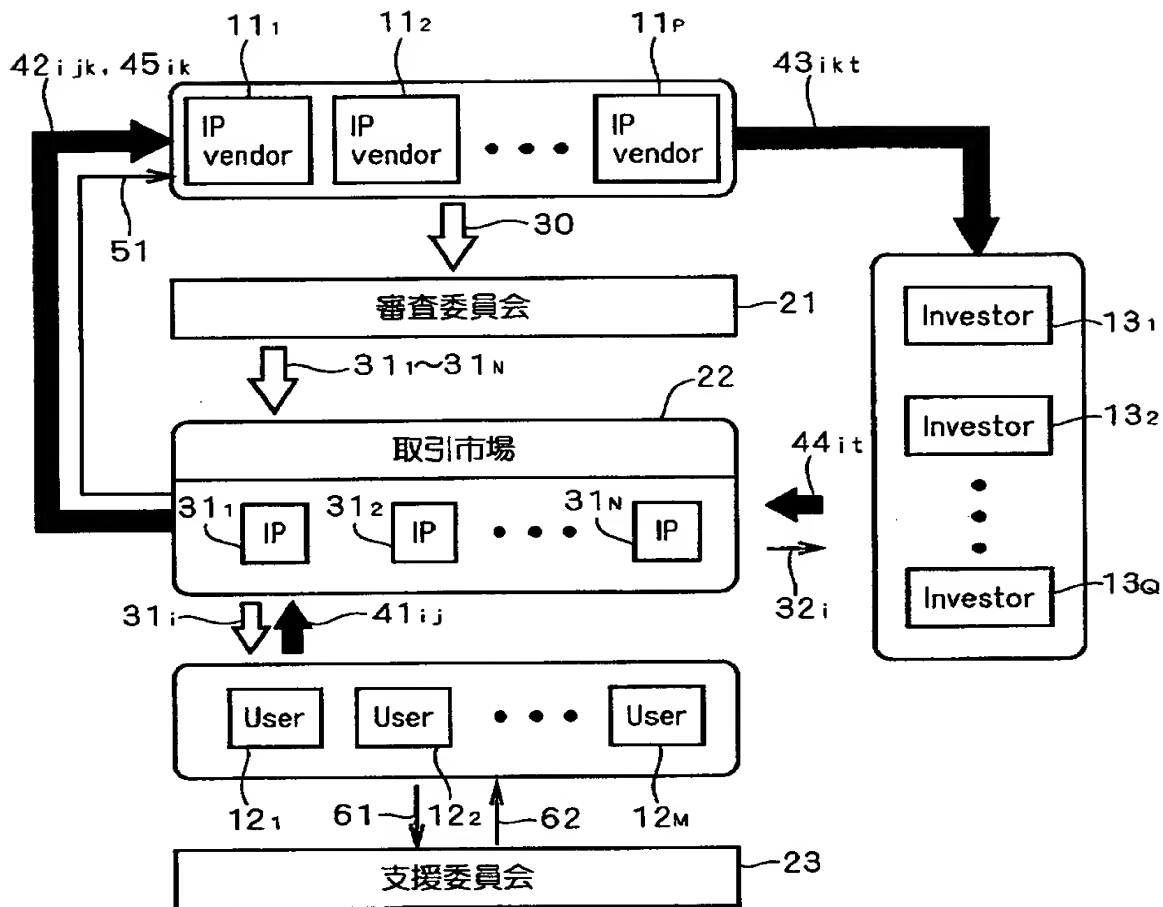 11₁ 11₂ 11P
42ijk, 45ik 43ikt
IP vendor IP vendor ••• IP vendor
51
30
審査委員会 21
Investor 13₁
31₁〜31N
22
Investor 13₂
取引市場
44it
31₁ IP 31₂ IP ••• 31N IP
32i
Investor 13Q
31i 41ij
User User ••• User
12₁ 61 12₂ 62 12M
支援委員会 23